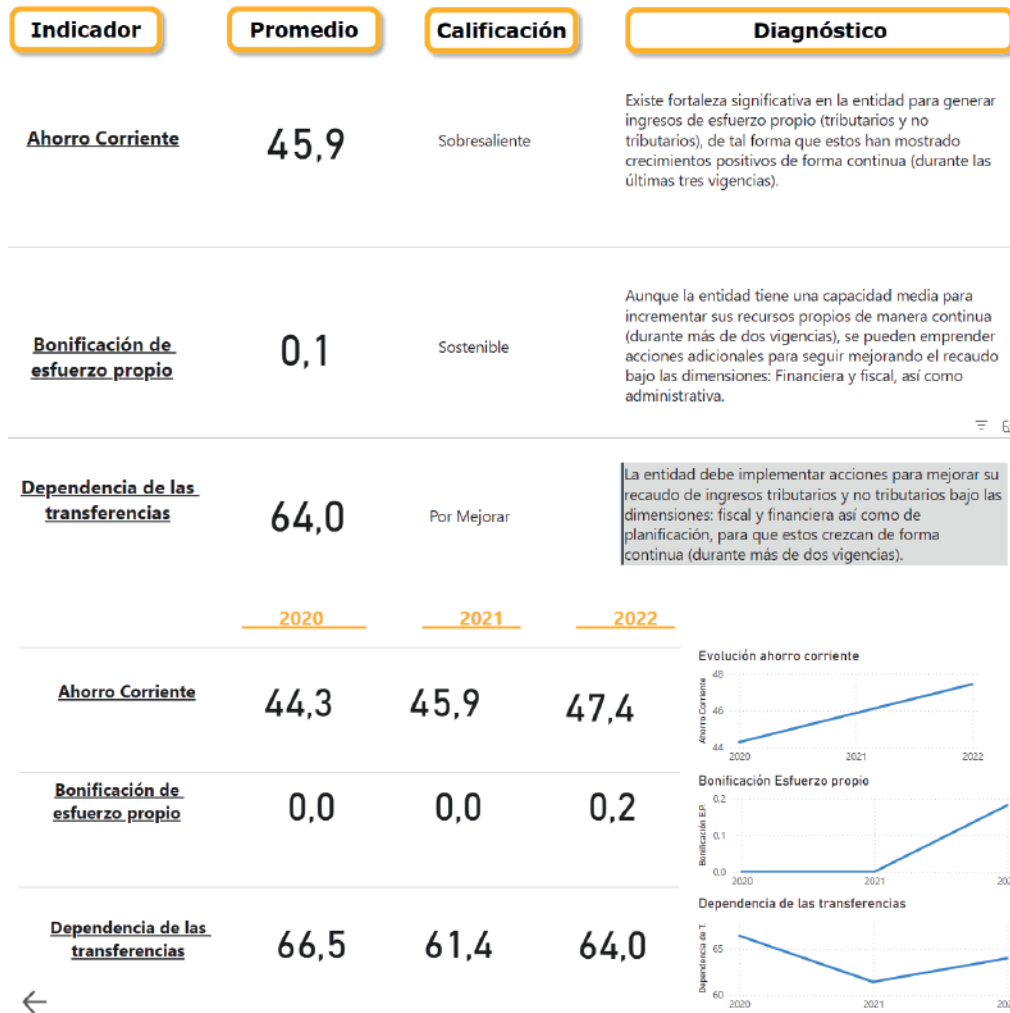 Indicador
Promedio
Calificación
Diagnóstico
Ahorro Corriente
45,9
Sobresaliente
Existe fortaleza significativa en la entidad para generar
ingresos de esfuerzo propio (tributarios y no
tributarios), de tal forma que estos han mostrado
crecimientos positivos de forma continua (durante las
últimas tres vigencias).
Bonificación de
esfuerzo propio
0,1
Sostenible
Aunque la entidad tiene una capacidad media para
incrementar sus recursos propios de manera continua
(durante más de dos vigencias), se pueden emprender
acciones adicionales para seguir mejorando el recaudo
bajo las dimensiones: Financiera y fiscal, así como
administrativa.
Dependencia de las
transferencias
64,0
Por Mejorar
La entidad debe implementar acciones para mejorar su
recaudo de ingresos tributarios y no tributarios bajo las
dimensiones: fiscal y financiera así como de
planificación, para que estos crezcan de forma
continua (durante más de dos vigencias).
2020
2021
2022
Ahorro Corriente
44,3
45,9
47,4
Evolución ahorro corriente
Ahorro Corriente
48
46
44
2020
2021
2022
Bonificación de
esfuerzo propio
0,0
0,0
0,2
Bonificación Esfuerzo propio
Bonificación E.P.
0,2
0,1
0,0
2020
2021
202
Dependencia de las
transferencias
66,5
61,4
64,0
Dependencia de las transferencias
Dependencia de T.
65
60
2020
2021
202